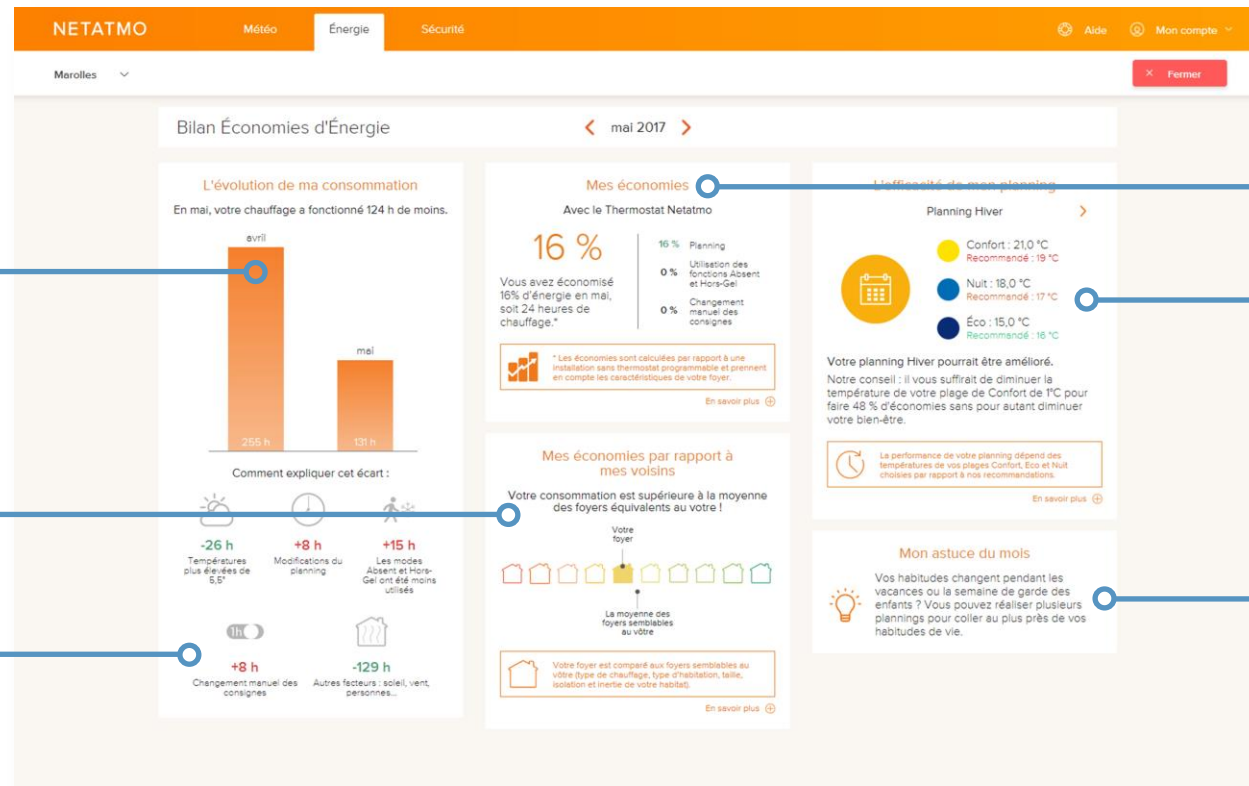 NETATMO
Météo
Énergie
Sécurité
Aide
Mon compte
Marolles
× Fermer
Bilan Économies d'Énergie
mai 2017
L'évolution de ma consommation
En mai, votre chauffage a fonctionné 124 h de moins.
avril
mai
255 h
131 h
Comment expliquer cet écart :
-26 h
Températures
plus élevées de
5,5°
+8 h
Modifications du
planning
+15 h
Les modes
Absent et Hors-
Gel ont été moins
utilisés
1h
+8 h
Changement manuel des
consignes
-129 h
Autres facteurs : soleil, vent,
personnes...
Mes économies
Avec le Thermostat Netatmo
16 %
Vous avez économisé
16% d'énergie en mai,
soit 24 heures de
chauffage.*
16 % Planning
0 % Utilisation des
fonctions Absent
et Hors-Gel
0 % Changement
manuel des
consignes
* Les économies sont calculées par rapport à une
installation sans thermostat programmable et prennent
en compte les caractéristiques de votre foyer.
En savoir plus
Mes économies par rapport à
mes voisins
Votre consommation est supérieure à la moyenne
des foyers équivalents au votre !
Votre
foyer
La moyenne des
foyers semblables
au vôtre
Votre foyer est comparé aux foyers semblables au
vôtre (type de chauffage, type d'habitation, taille,
isolation et inertie de votre habitat).
En savoir plus
L'efficacité de mon planning
Planning Hiver
Confort : 21,0 °C
Recommandé : 19 °C
Nuit : 18,0 °C
Recommandé : 17 °C
Éco : 15,0 °C
Recommandé : 16 °C
Votre planning Hiver pourrait être amélioré.
Notre conseil : il vous suffirait de diminuer la
température de votre plage de Confort de 1°C pour
faire 48 % d'économies sans pour autant diminuer
votre bien-être.
La performance de votre planning dépend des
températures de vos plages Confort, Eco et Nuit
choisies par rapport à nos recommandations.
En savoir plus
Mon astuce du mois
Vos habitudes changent pendant les
vacances ou la semaine de garde des
enfants ? Vous pouvez réaliser plusieurs
plannings pour coller au plus près de vos
habitudes de vie.